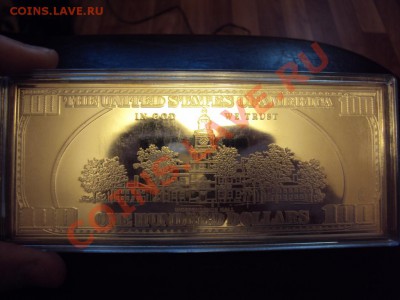 COINS.LAVE.RU
100 100
THE UNITED STATES OF AMERICA
IN GOD WE TRUST
COINS.LAVE.RU
100 ONE HUNDRED DOLLARS 100